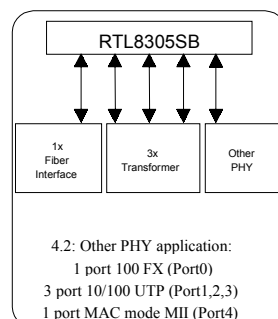 RTL8305SB
1x
Fiber
Interface
3x
Transformer
Other
PHY
4.2: Other PHY application:
1 port 100 FX (Port0)
3 port 10/100 UTP (Port1,2,3)
1 port MAC mode MII (Port4)